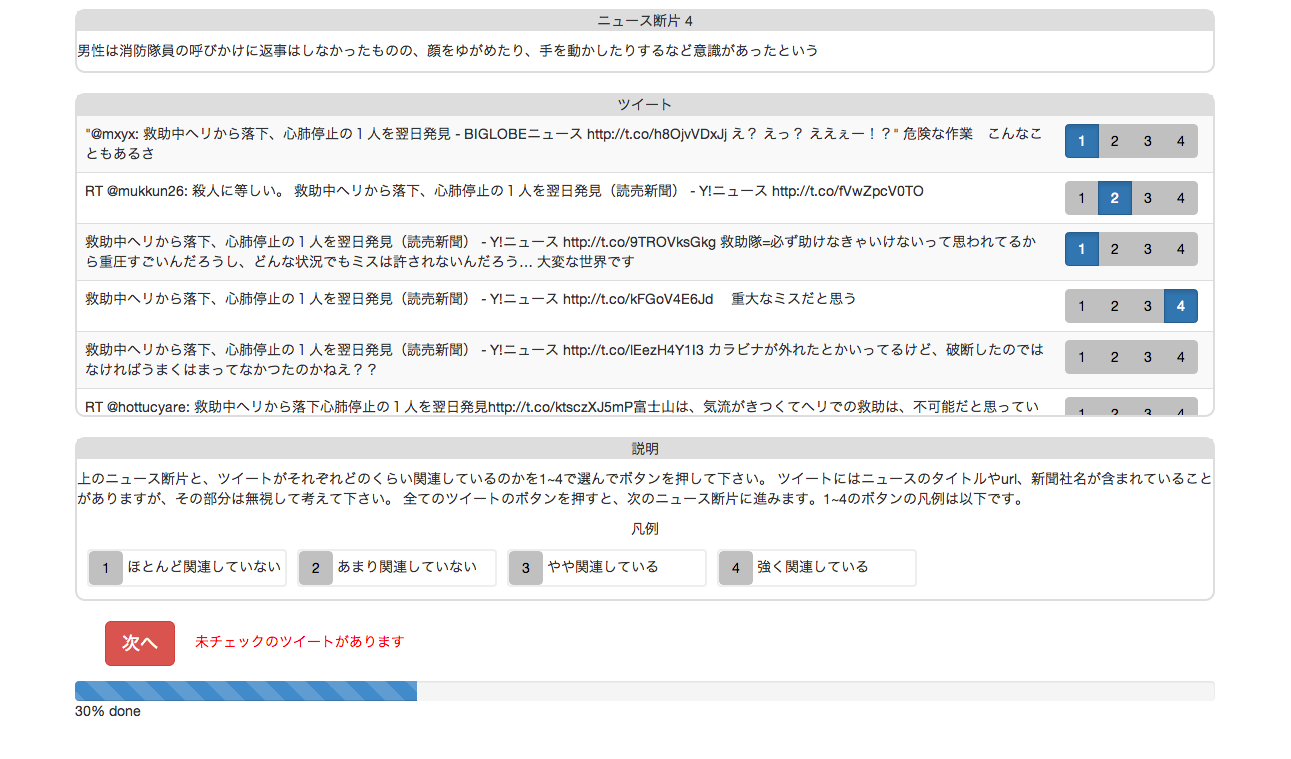 ニュース断片 4
男性は消防隊員の呼びかけに返事はしなかったものの、顔をゆがめたり、手を動かしたりするなど意識があったという
ツイート
"@mxyx: 救助中ヘリから落下、心肺停止の１人を翌日発見 - BIGLOBEニュース http://t.co/h8OjvVDxJj え？ えっ？ ええぇー！？" 危険な作業　こんなこ
ともあるさ
1 2 3 4
RT @mukkun26: 殺人に等しい。 救助中ヘリから落下、心肺停止の１人を翌日発見（読売新聞） - Y!ニュース http://t.co/fVwZpcV0TO
1 2 3 4
救助中ヘリから落下、心肺停止の１人を翌日発見（読売新聞） - Y!ニュース http://t.co/9TROVksGkg 救助隊=必ず助けなきゃいけないって思われてるか
ら重圧すごいんだろうし、どんな状況でもミスは許されないんだろう… 大変な世界です
1 2 3 4
救助中ヘリから落下、心肺停止の１人を翌日発見（読売新聞） - Y!ニュース http://t.co/kFGoV4E6Jd 　重大なミスだと思う
1 2 3 4
救助中ヘリから落下、心肺停止の１人を翌日発見（読売新聞） - Y!ニュース http://t.co/lEezH4Y1I3 カラビナが外れたとかいってるけど、破断したのでは
なければうまくはまってなかつたのかねえ？？
1 2 3 4
RT @hottucyare: 救助中ヘリから落下心肺停止の１人を翌日発見http://t.co/ktsczXJ5mP富士山は、気流がきつくてヘリでの救助は、不可能だと思ってい
1 2 3 4
説明
上のニュース断片と、ツイートがそれぞれどのくらい関連しているのかを1~4で選んでボタンを押して下さい。 ツイートにはニュースのタイトルやurl、新聞社名が含まれていること
がありますが、その部分は無視して考えて下さい。 全てのツイートのボタンを押すと、次のニュース断片に進みます。1~4のボタンの凡例は以下です。
凡例
1 ほとんど関連していない 2 あまり関連していない 3 やや関連している 4 強く関連している
次へ 未チェックのツイートがあります
30% done